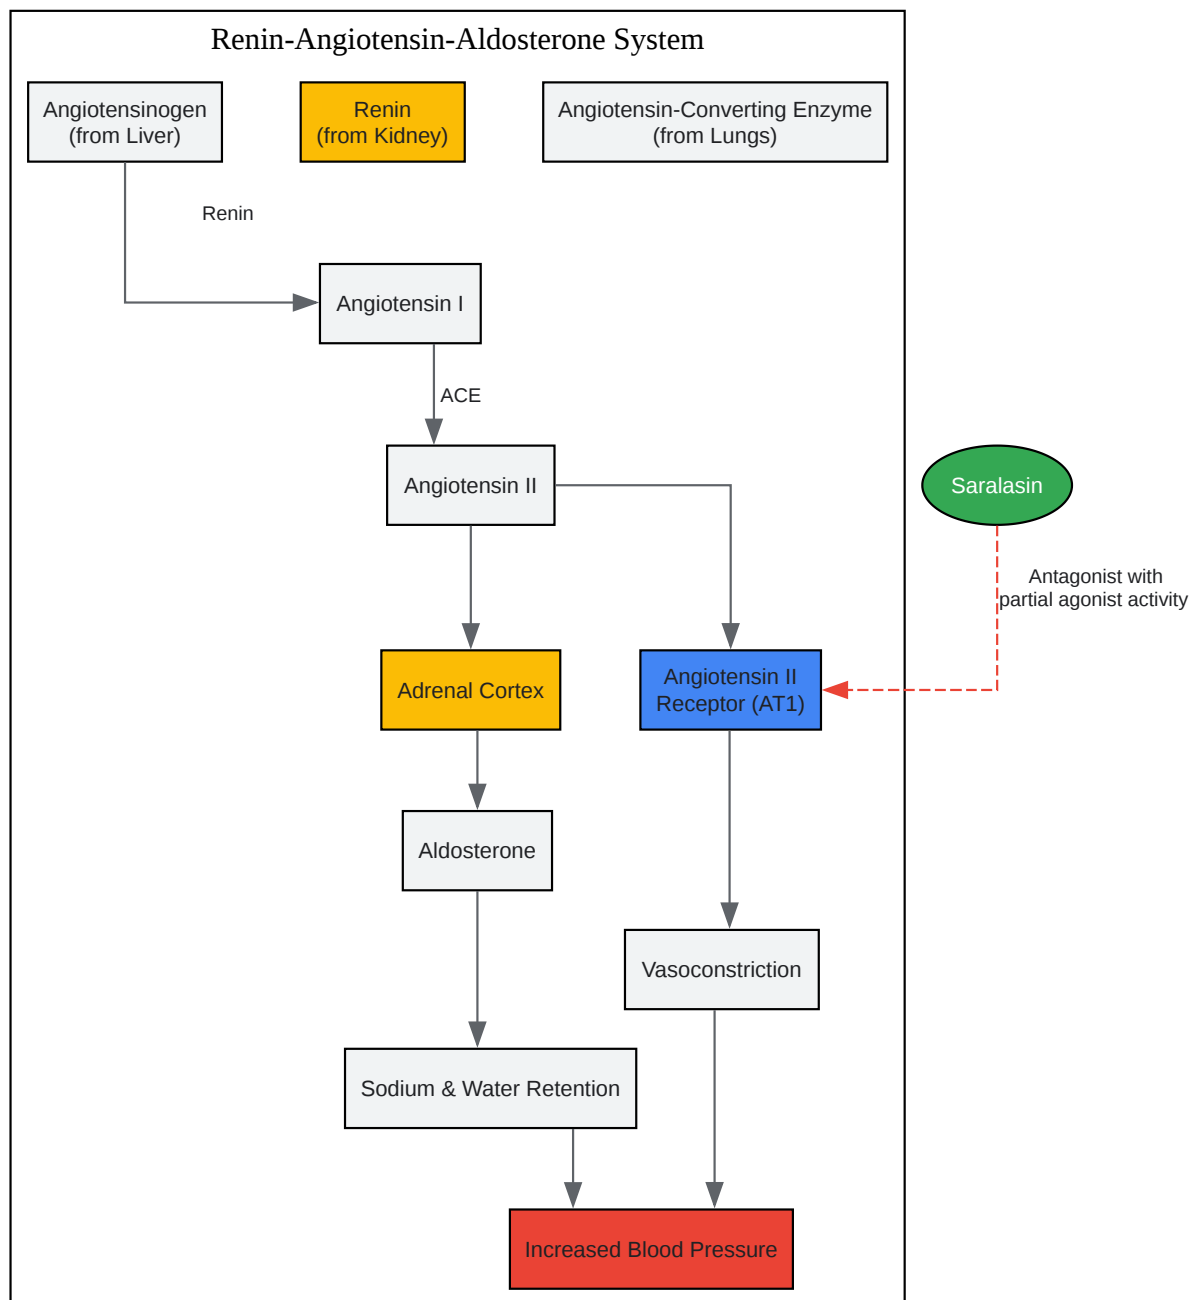 Renin-Angiotensin-Aldosterone System
Angiotensinogen
(from Liver)
Renin
(from Kidney)
Angiotensin-Converting Enzyme
(from Lungs)
Renin
Angiotensin I
ACE
Angiotensin II
Saralasin
Antagonist with
partial agonist activity
Adrenal Cortex
Angiotensin II
Receptor (AT1)
Aldosterone
Vasoconstriction
Sodium & Water Retention
Increased Blood Pressure